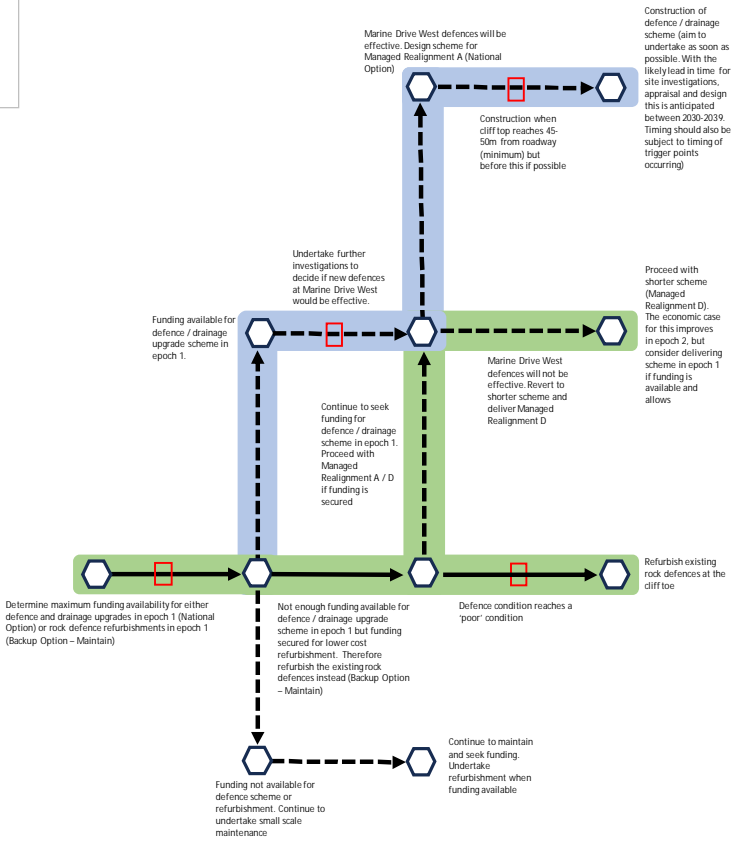 Marine Drive West defences will be
effective. Design scheme for
Managed Realignment A (National
Option)
Construction of
defence / drainage
scheme (aim to
undertake as soon as
possible. With the
likely lead in time for
site investigations,
appraisal and design
this is anticipated
between 2030-2039.
Timing should also be
subject to timing of
trigger points
occurring)
Construction when
cliff top reaches 45-
50m from roadway
(minimum) but
before this if possible
Undertake further
investigations to
decide if new defences
at Marine Drive West
would be effective.
Funding available for
defence / drainage
upgrade scheme in
epoch 1.
Proceed with
shorter scheme
(Managed
Realignment D).
The economic case
for this improves
in epoch 2, but
consider delivering
scheme in epoch 1
if funding is
available and
allows
Marine Drive West
defences will not be
effective. Revert to
shorter scheme and
deliver Managed
Realignment D
Continue to seek
funding for
defence / drainage
scheme in epoch 1.
Proceed with
Managed
Realignment A / D
if funding is
secured
Refurbish existing
rock defences at the
cliff toe
Determine maximum funding availability for either
defence and drainage upgrades in epoch 1 (National
Option) or rock defence refurbishments in epoch 1
(Backup Option – Maintain)
Not enough funding available for
defence / drainage upgrade
scheme in epoch 1 but funding
secured for lower cost
refurbishment. Therefore
refurbish the existing rock
defences instead (Backup Option
– Maintain)
Defence condition reaches a
'poor' condition
Continue to maintain
and seek funding.
Undertake
refurbishment when
funding available
Funding not available for
defence scheme or
refurbishment. Continue to
undertake small scale
maintenance